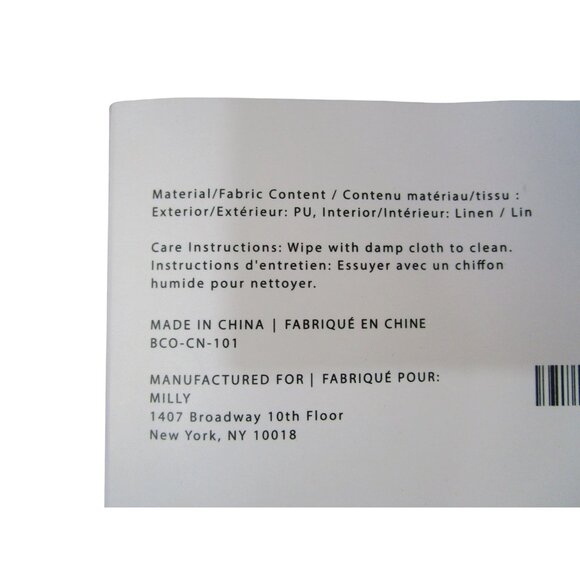 Material/Fabric Content / Contenu matériau/tissu :
Exterior/Extérieur: PU, Interior/Intérieur: Linen / Lin
Care Instructions: Wipe with damp cloth to clean.
Instructions d'entretien: Essuyer avec un chiffon
humide pour nettoyer.
MADE IN CHINA | FABRIQUÉ EN CHINE
BCO-CN-101
MANUFACTURED FOR | FABRIQUÉ POUR:
MILLY
1407 Broadway 10th Floor
New York, NY 10018